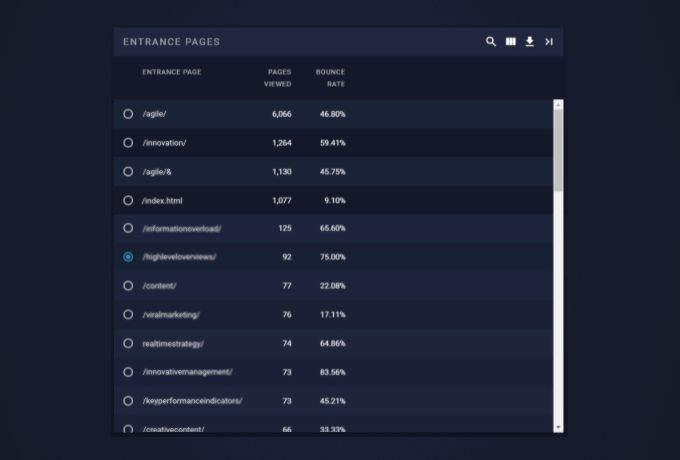 ENTRANCE PAGES
ENTRANCE PAGE PAGES VIEWED BOUNCE RATE
/agile/ 6,066 46.80%
/innovation/ 1,264 59.41%
/agile/& 1,130 45.75%
/index.html 1,077 9.10%
/informationoverload/ 125 65.60%
/highleveloverviews/ 92 75.00%
/content/ 77 22.08%
/viralmarketing/ 76 17.11%
realtimestrategy/ 74 64.86%
/innovativemanagement/ 73 83.56%
/keyperformanceindicators/ 73 45.21%
/creativecontent/ 66 33.33%